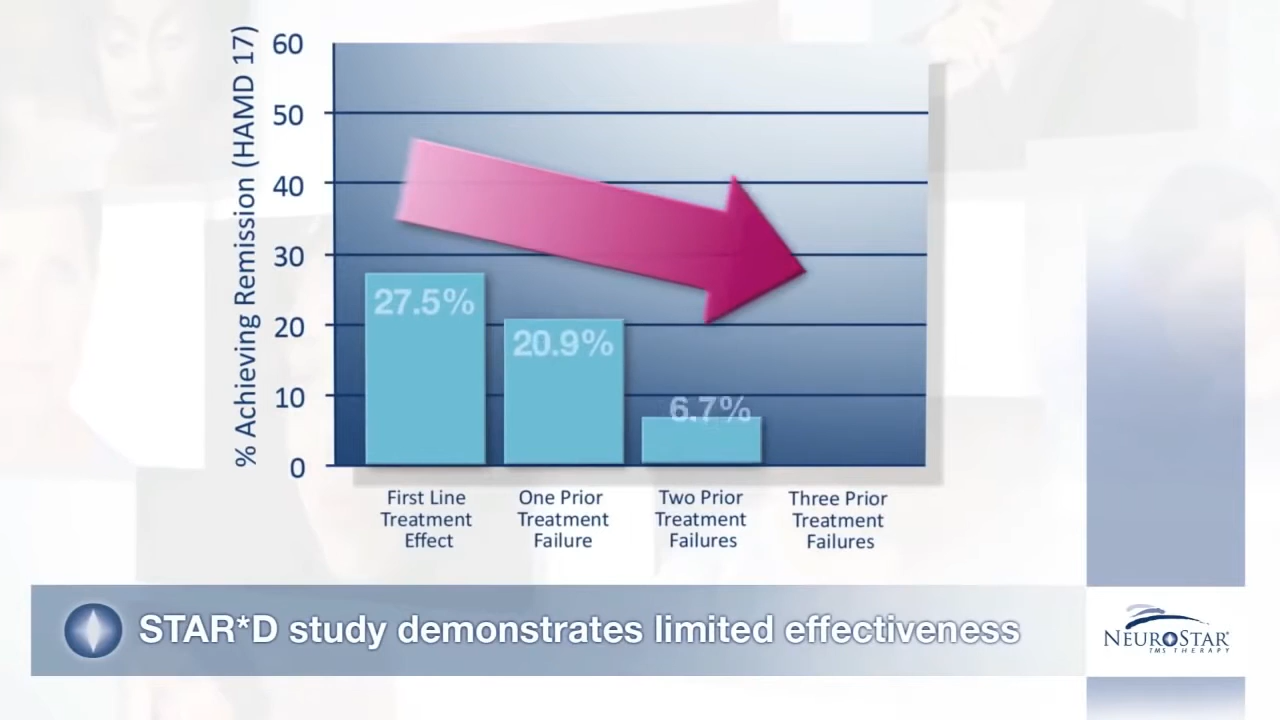 % Achieving Remission (HAMD 17)
60
50
40
30
20
10
0
27.5%
20.9%
6.7%
First Line
Treatment
Effect
One Prior
Treatment
Failure
Two Prior
Treatment
Failures
Three Prior
Treatment
Failures
STAR*D study demonstrates limited effectiveness
NEUROSTAR®
TMS THERAPY